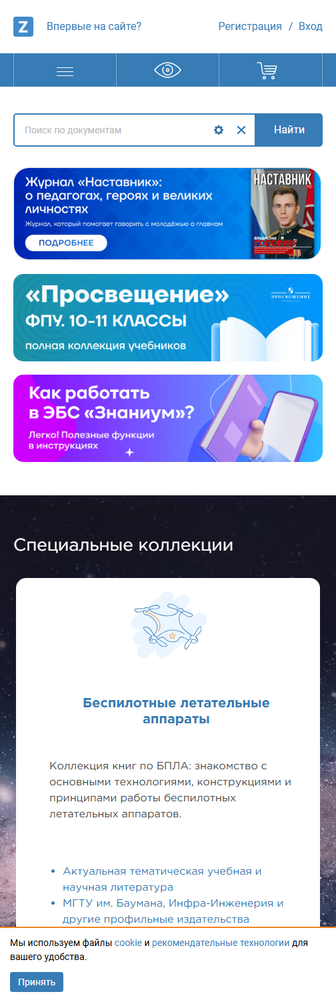 Z Впервые на сайте? Регистрация / Вход
Поиск по документам Найти
Журнал «Наставник»:
о педагогах, героях и великих
личностях
Журнал, который помогает говорить с молодёжью о главном
ПОДРОБНЕЕ
НАСТАВНИК
ВЛАДИСЛАВ
ГОЛОВИН
«Просвещение»
ФПУ. 10-11 КЛАССЫ
полная коллекция учебников
ПРОСВЕЩЕНИЕ
Как работать
в ЭБС «Знаниум»?
Легко! Полезные функции
в инструкциях
Специальные коллекции
Беспилотные летательные
аппараты
Коллекция книг по БПЛА: знакомство с
основными технологиями, конструкциями и
принципами работы беспилотных
летательных аппаратов.
• Актуальная тематическая учебная и
научная литература
• МГТУ им. Баумана, Инфра-Инженерия и
другие профильные издательства
Мы используем файлы cookie и рекомендательные технологии для
вашего удобства.
Принять